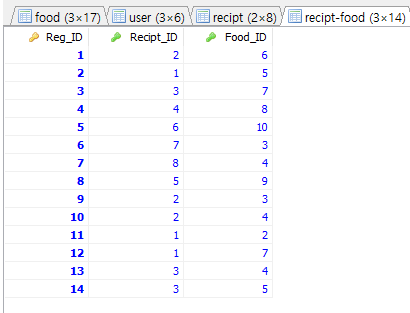 food (3×17) user (3×6) recipt (2×8) recipt-food (3×14)
Reg_ID Recipt_ID Food_ID
1 2 6
2 1 5
3 3 7
4 4 8
5 6 10
6 7 3
7 8 4
8 5 9
9 2 3
10 2 4
11 1 2
12 1 7
13 3 4
14 3 5